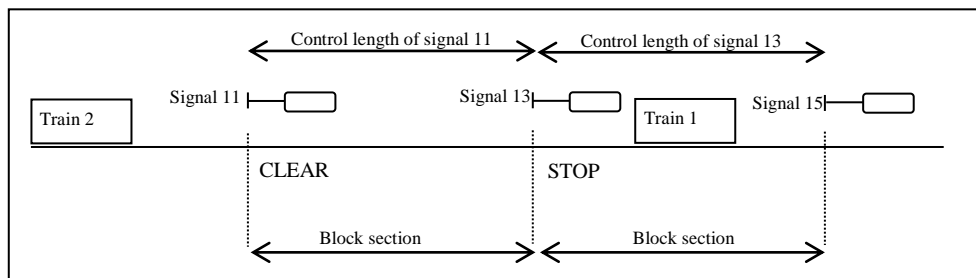 Control length of signal 11
Control length of signal 13
Signal 11
Signal 13
Signal 15
Train 2
Train 1
CLEAR
STOP
Block section
Block section